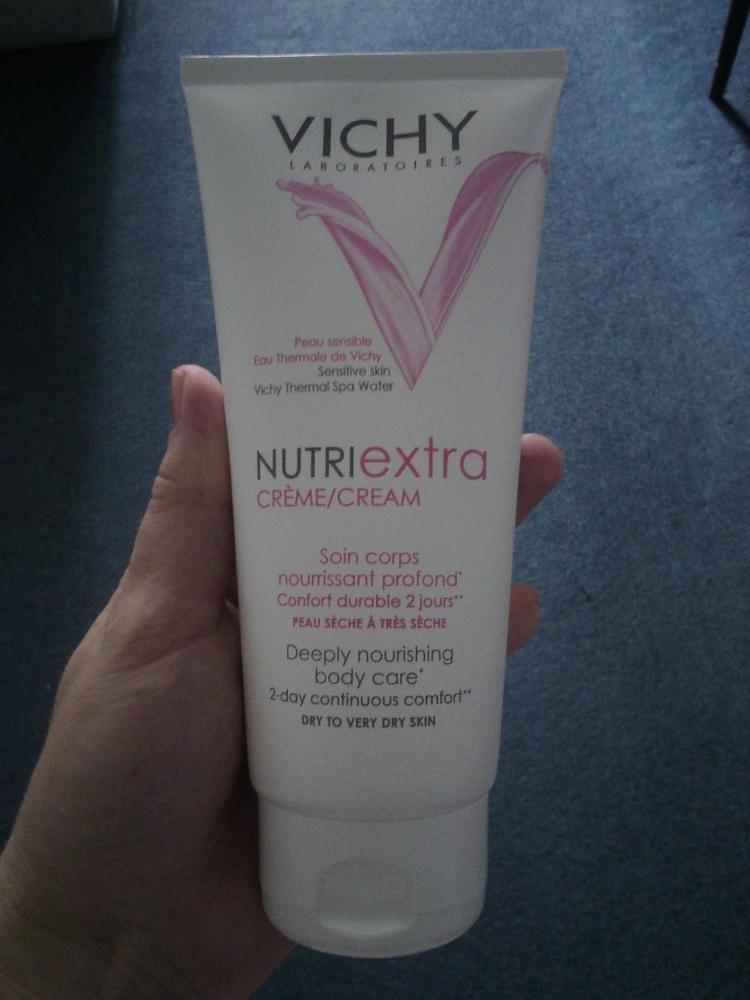 VICHY
LABORATOIRES
Peau sensible
Eau Thermale de Vichy
Sensitive skin
Vichy Thermal Spa Water
NUTRIextra
CRÈME/CREAM
Soin corps
nourrissant profond*
Confort durable 2 jours**
PEAU SÈCHE À TRÈS SÈCHE
Deeply nourishing
body care*
2-day continuous comfort**
DRY TO VERY DRY SKIN